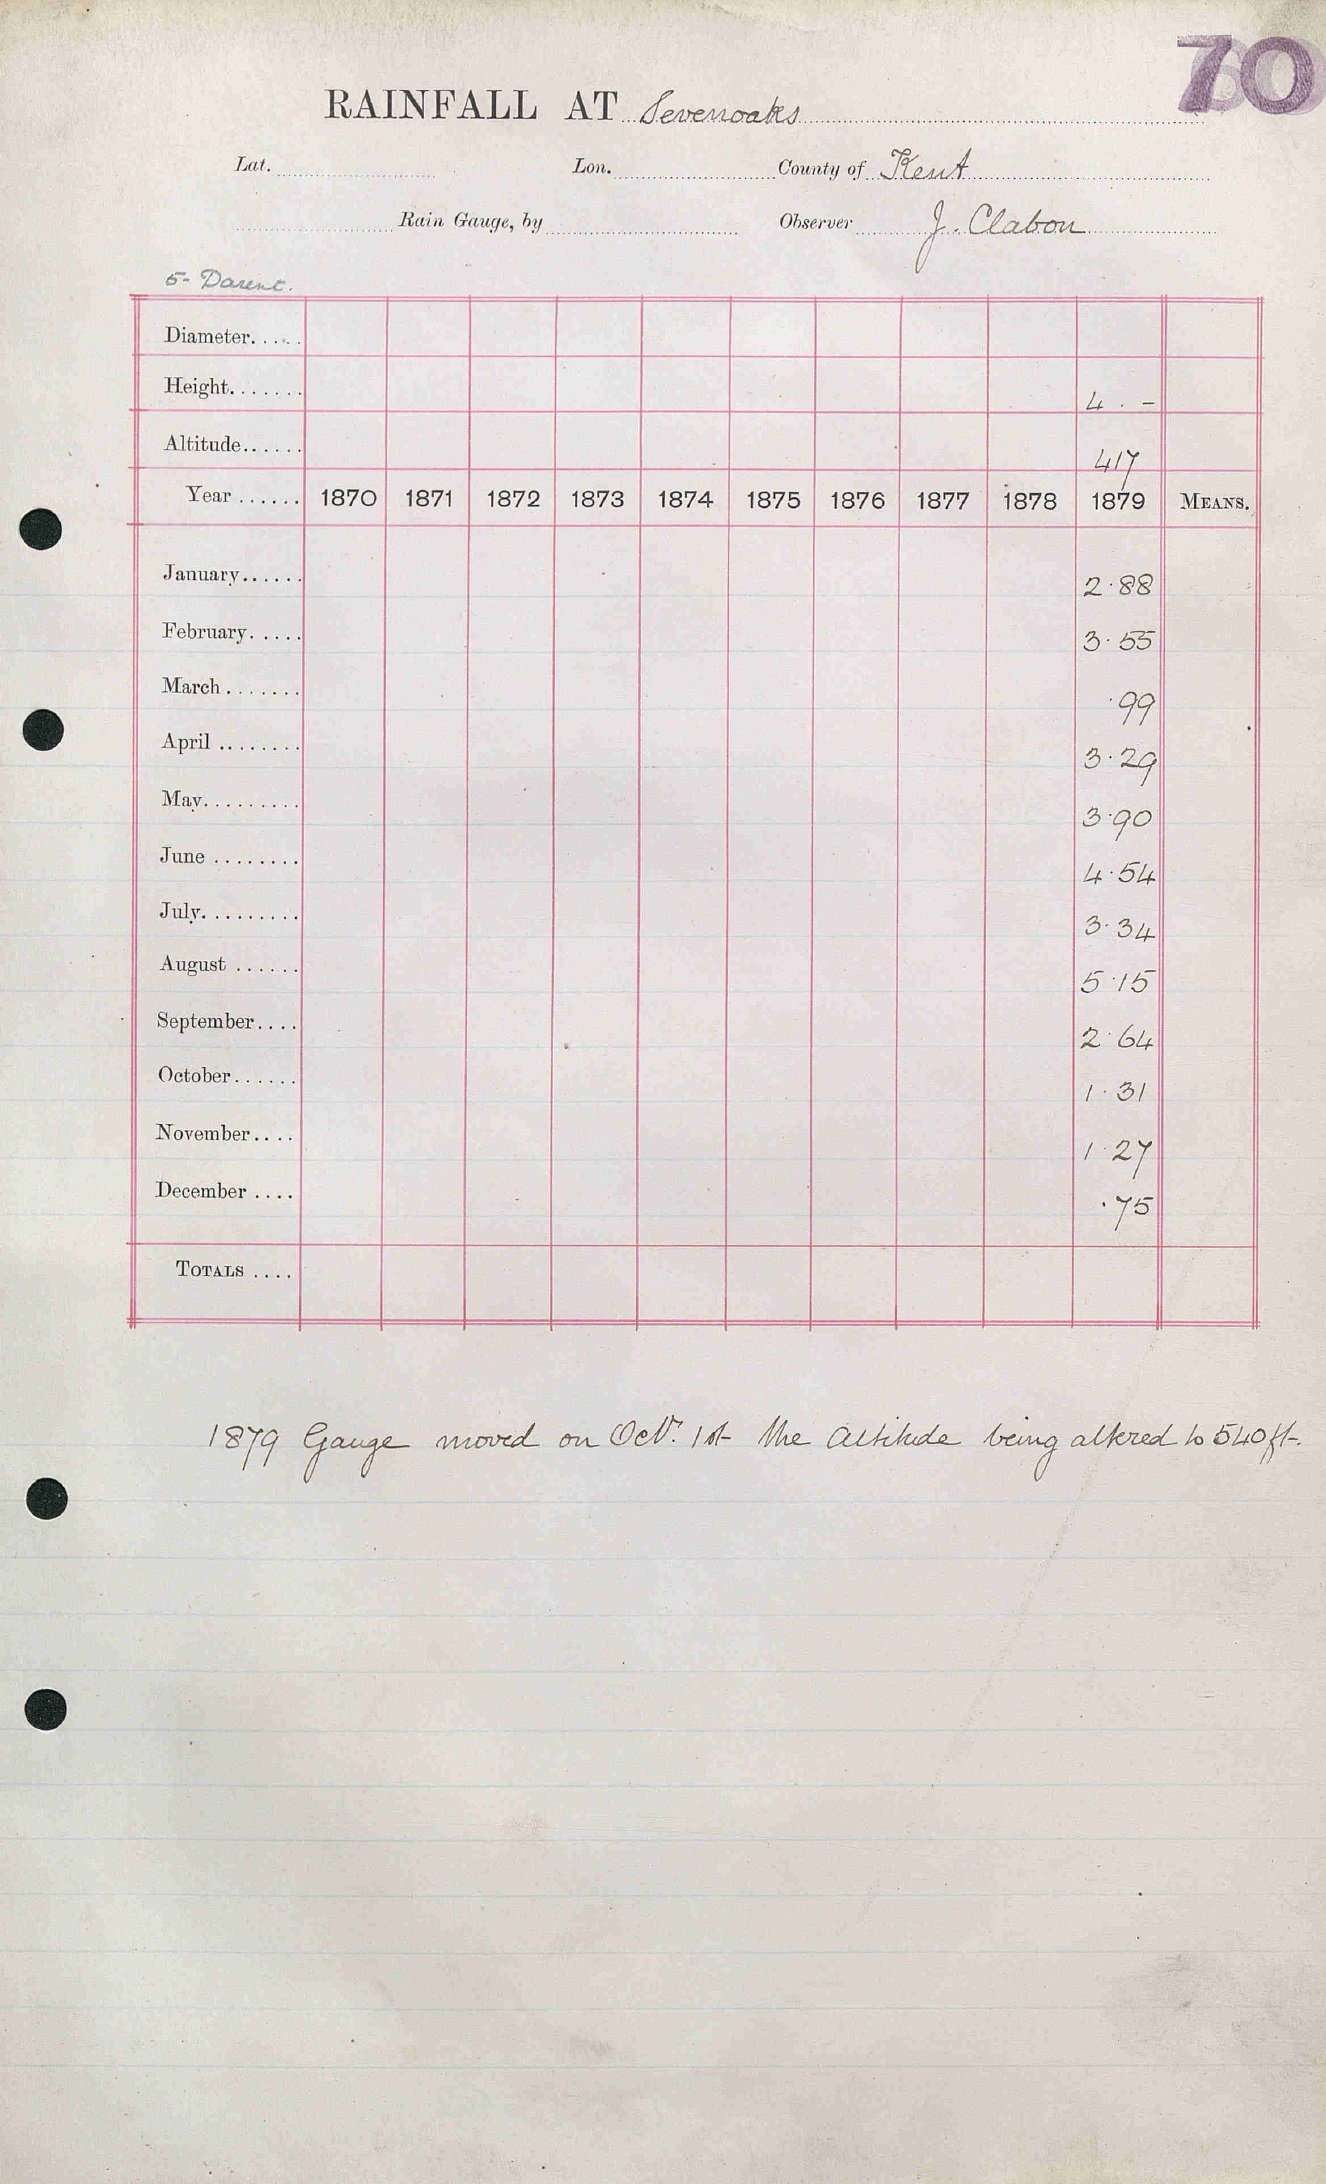 70
RAINFALL AT Sevenoaks
Lat. Lon. County of Kent
Rain Gauge, by Observer J. Clabon
5- Darent.
Diameter......
Height....... 4 . -
Altitude...... 417
Year ...... 1870 1871 1872 1873 1874 1875 1876 1877 1878 1879 MEANS.
January...... 2.88
February..... 3.55
March ....... .99
April ........ 3.29
May......... 3.90
June ........ 4.54
July......... 3.34
August ...... 5.15
September.... 2.64
October...... 1.31
November.... 1.27
December .... .75
TOTALS ....
1879 Gauge moved on Oct. 1st the altitude being altered to 540ft.